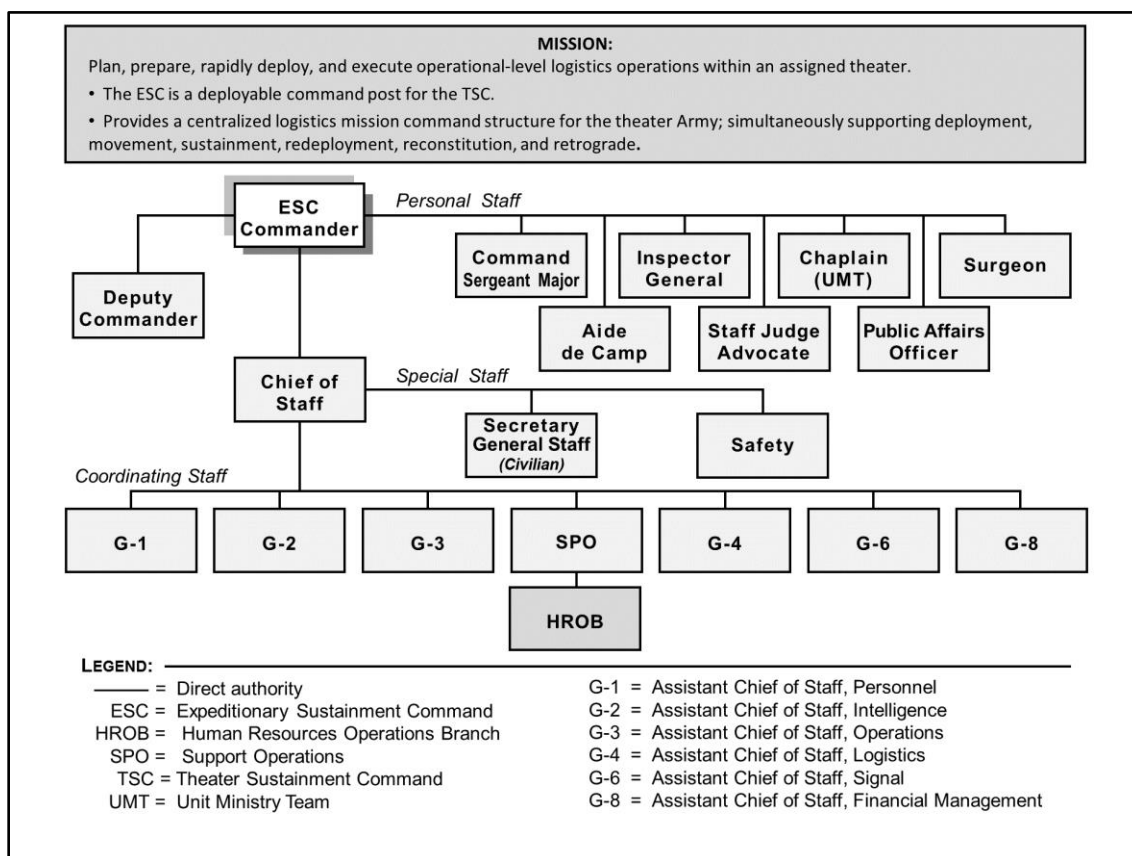 MISSION:
Plan, prepare, rapidly deploy, and execute operational-level logistics operations within an assigned theater.
• The ESC is a deployable command post for the TSC.
• Provides a centralized logistics mission command structure for the theater Army; simultaneously supporting deployment,
movement, sustainment, redeployment, reconstitution, and retrograde.
ESC
Commander
Personal Staff
Deputy
Commander
Command
Sergeant Major
Inspector
General
Chaplain
(UMT)
Surgeon
Aide
de Camp
Staff Judge
Advocate
Public Affairs
Officer
Chief of
Staff
Special Staff
Secretary
General Staff
(Civilian)
Safety
Coordinating Staff
G-1
G-2
G-3
SPO
G-4
G-6
G-8
HROB
LEGEND:
= Direct authority
ESC = Expeditionary Sustainment Command
HROB = Human Resources Operations Branch
SPO = Support Operations
TSC = Theater Sustainment Command
UMT = Unit Ministry Team
G-1 = Assistant Chief of Staff, Personnel
G-2 = Assistant Chief of Staff, Intelligence
G-3 = Assistant Chief of Staff, Operations
G-4 = Assistant Chief of Staff, Logistics
G-6 = Assistant Chief of Staff, Signal
G-8 = Assistant Chief of Staff, Financial Management